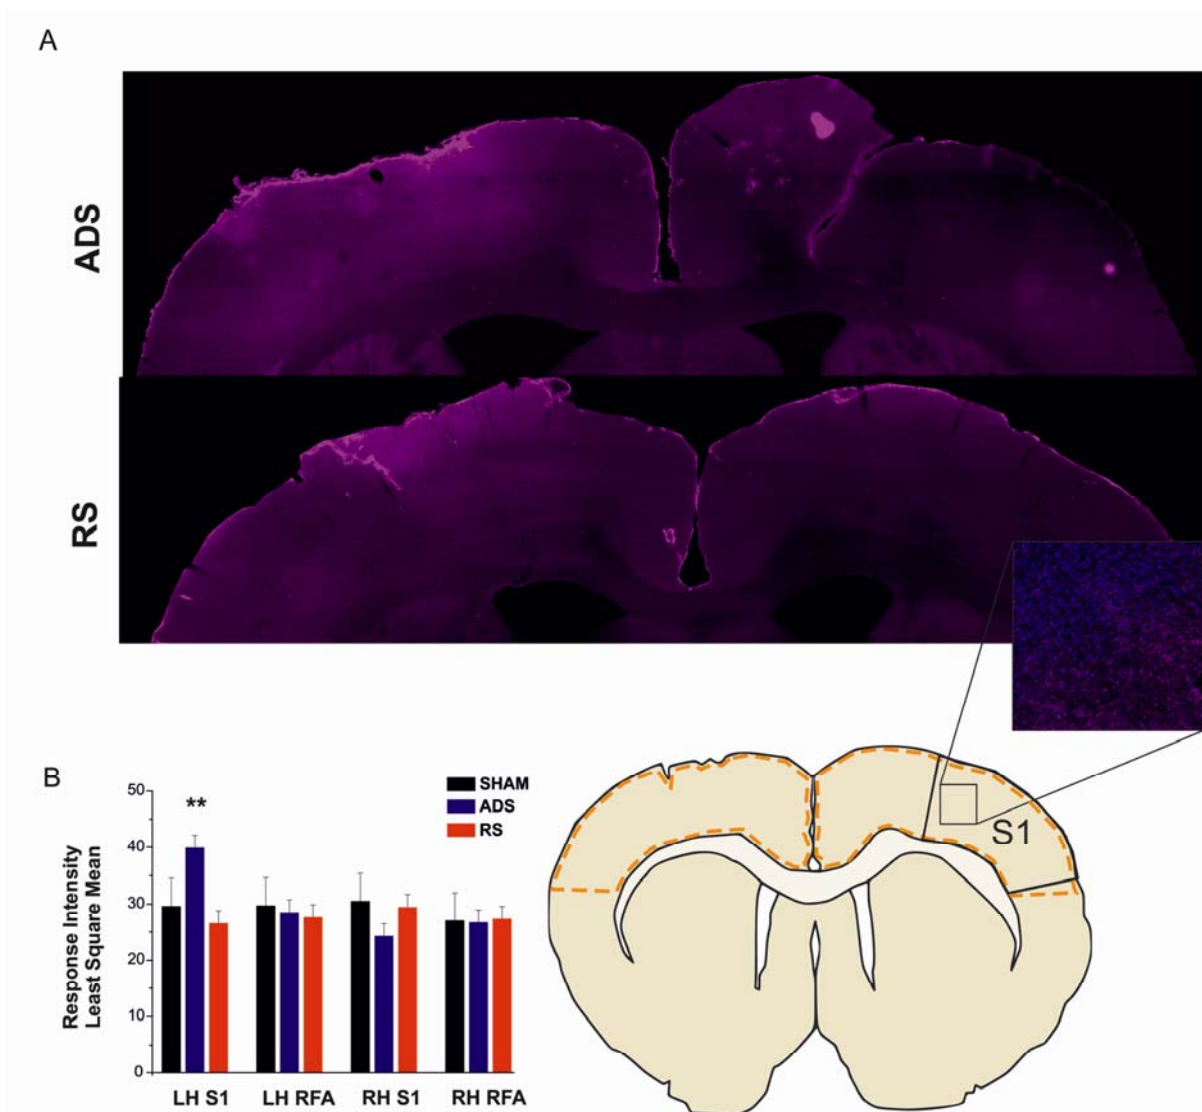 A
ADS
RS
B
SHAM
ADS
RS
**
50
40
30
20
10
0
Response Intensity
Least Square Mean
LH S1
LH RFA
RH S1
RH RFA
S1